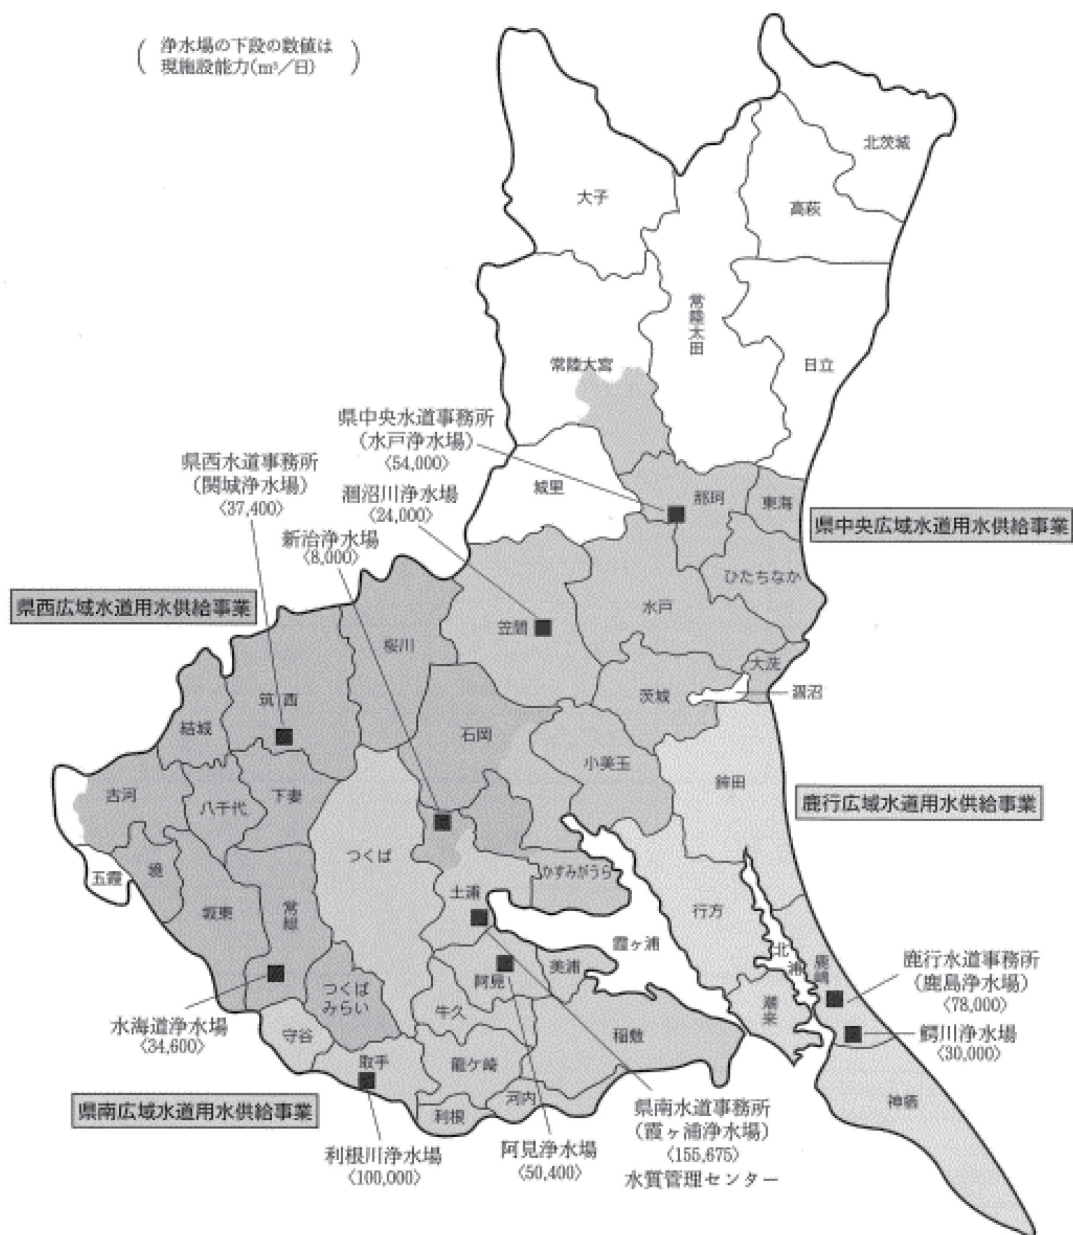 浄水場の下段の数値は
現施設能力(m³／日)
北茨城
大子
高萩
常陸太田
日立
常陸大宮
県中央水道事務所
(水戸浄水場)
〈54,000〉
県西水道事務所
(関城浄水場)
〈37,400〉
涸沼川浄水場
〈24,000〉
新治浄水場
〈8,000〉
城里
那珂
東海
県中央広域水道用水供給事業
ひたちなか
水戸
県西広域水道用水供給事業
笠間
桜川
大洗
涸沼
茨城
筑西
結城
石岡
小美玉
鉾田
古河
八千代
下妻
鹿行広域水道用水供給事業
つくば
かすみがうら
五霞
境
坂東
常総
土浦
行方
霞ヶ浦
北浦
鹿嶋
鹿行水道事務所
(鹿島浄水場)
〈78,000〉
阿見
美浦
つくば
みらい
牛久
潮来
水海道浄水場
〈34,600〉
守谷
稲敷
鰐川浄水場
〈30,000〉
取手
龍ケ崎
河内
利根
神栖
県南広域水道用水供給事業
利根川浄水場
〈100,000〉
阿見浄水場
〈50,400〉
県南水道事務所
(霞ヶ浦浄水場)
〈155,675〉
水質管理センター